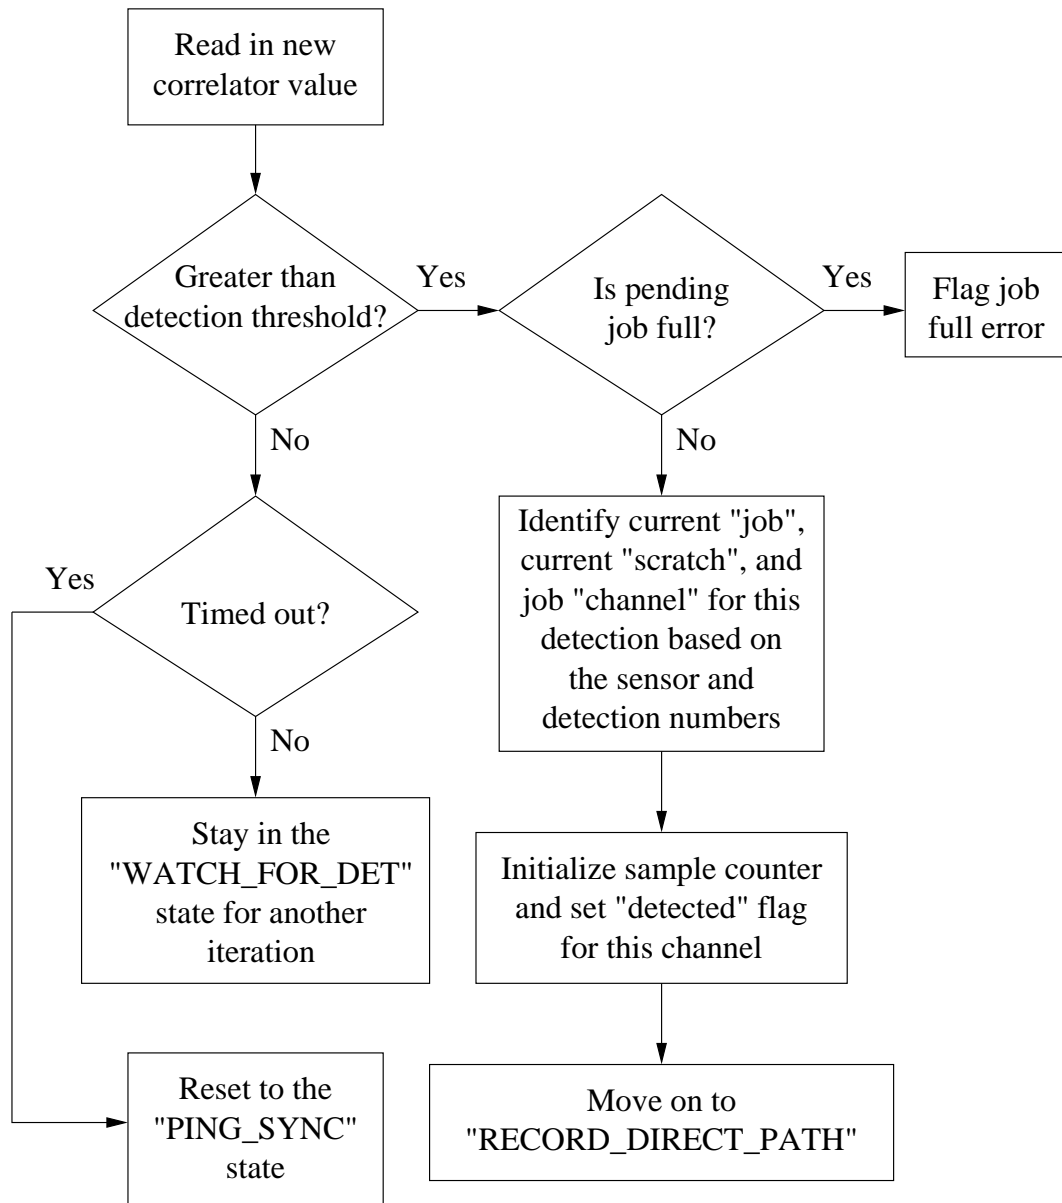 Read in new
correlator value
Greater than
detection threshold?
Yes
Is pending
job full?
Yes
Flag job
full error
No
No
Identify current "job",
current "scratch", and
job "channel" for this
detection based on
the sensor and
detection numbers
Yes
Timed out?
No
Stay in the
"WATCH_FOR_DET"
state for another
iteration
Initialize sample counter
and set "detected" flag
for this channel
Reset to the
"PING_SYNC"
state
Move on to
"RECORD_DIRECT_PATH"